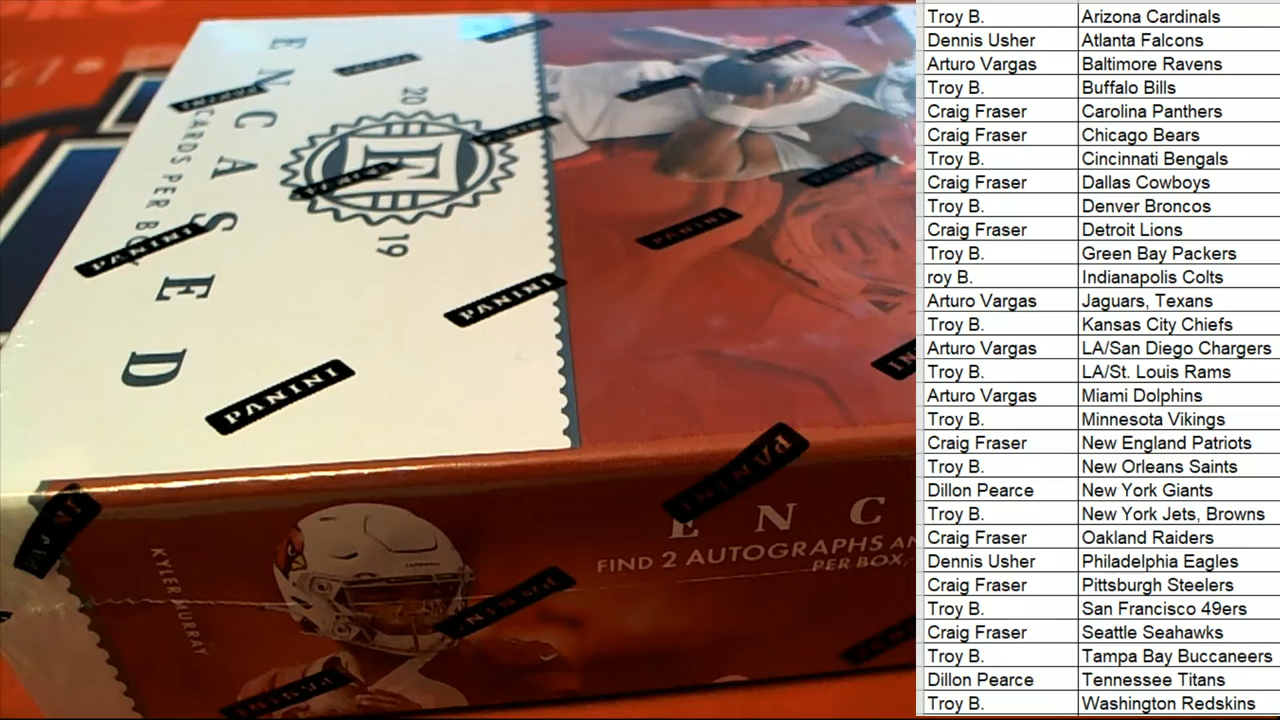 ENCASED
CARDS PER BOX
20
E
19
PANINI
PANINI
PANINI
PANINI
PANINI
PANINI
PANINI
PANINI
KYLER MURRAY
ENC
FIND 2 AUTOGRAPHS AN
PER BOX,
Troy B. Arizona Cardinals
Dennis Usher Atlanta Falcons
Arturo Vargas Baltimore Ravens
Troy B. Buffalo Bills
Craig Fraser Carolina Panthers
Craig Fraser Chicago Bears
Troy B. Cincinnati Bengals
Craig Fraser Dallas Cowboys
Troy B. Denver Broncos
Craig Fraser Detroit Lions
Troy B. Green Bay Packers
roy B. Indianapolis Colts
Arturo Vargas Jaguars, Texans
Troy B. Kansas City Chiefs
Arturo Vargas LA/San Diego Chargers
Troy B. LA/St. Louis Rams
Arturo Vargas Miami Dolphins
Troy B. Minnesota Vikings
Craig Fraser New England Patriots
Troy B. New Orleans Saints
Dillon Pearce New York Giants
Troy B. New York Jets, Browns
Craig Fraser Oakland Raiders
Dennis Usher Philadelphia Eagles
Craig Fraser Pittsburgh Steelers
Troy B. San Francisco 49ers
Craig Fraser Seattle Seahawks
Troy B. Tampa Bay Buccaneers
Dillon Pearce Tennessee Titans
Troy B. Washington Redskins